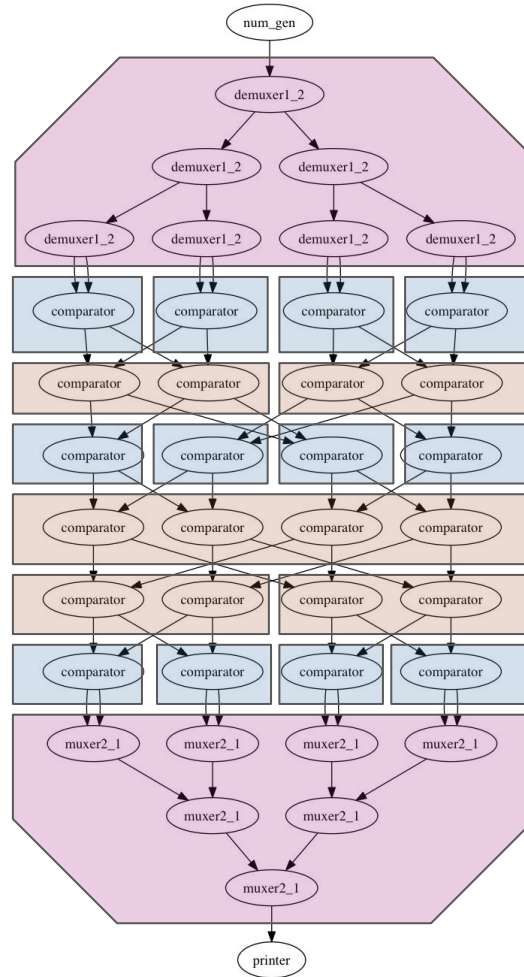 num_gen
demuxer1_2
demuxer1_2 demuxer1_2
demuxer1_2 demuxer1_2 demuxer1_2 demuxer1_2
comparator comparator comparator comparator
comparator comparator comparator comparator
comparator comparator comparator comparator
comparator comparator comparator comparator
comparator comparator comparator comparator
comparator comparator comparator comparator
muxer2_1 muxer2_1 muxer2_1 muxer2_1
muxer2_1 muxer2_1
muxer2_1
printer